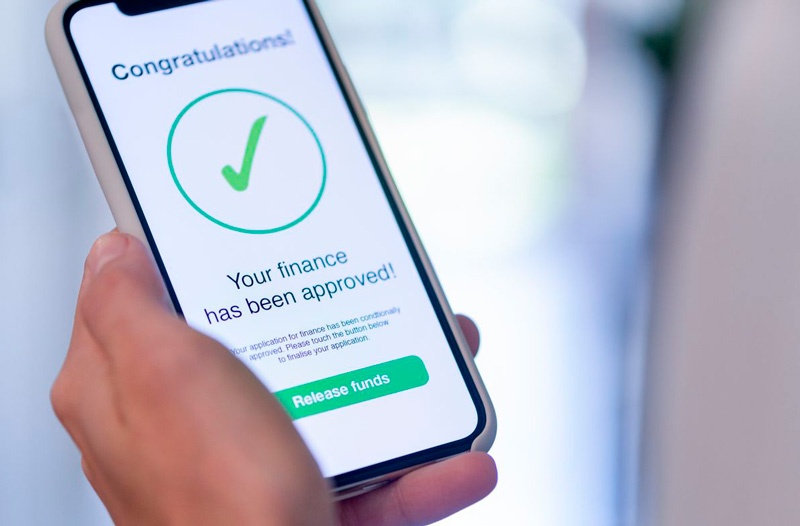 Congratulations!
Your finance
has been approved!
Your application for finance has been condtionally
approved. Please touch the button below
to finalise your application.
Release funds